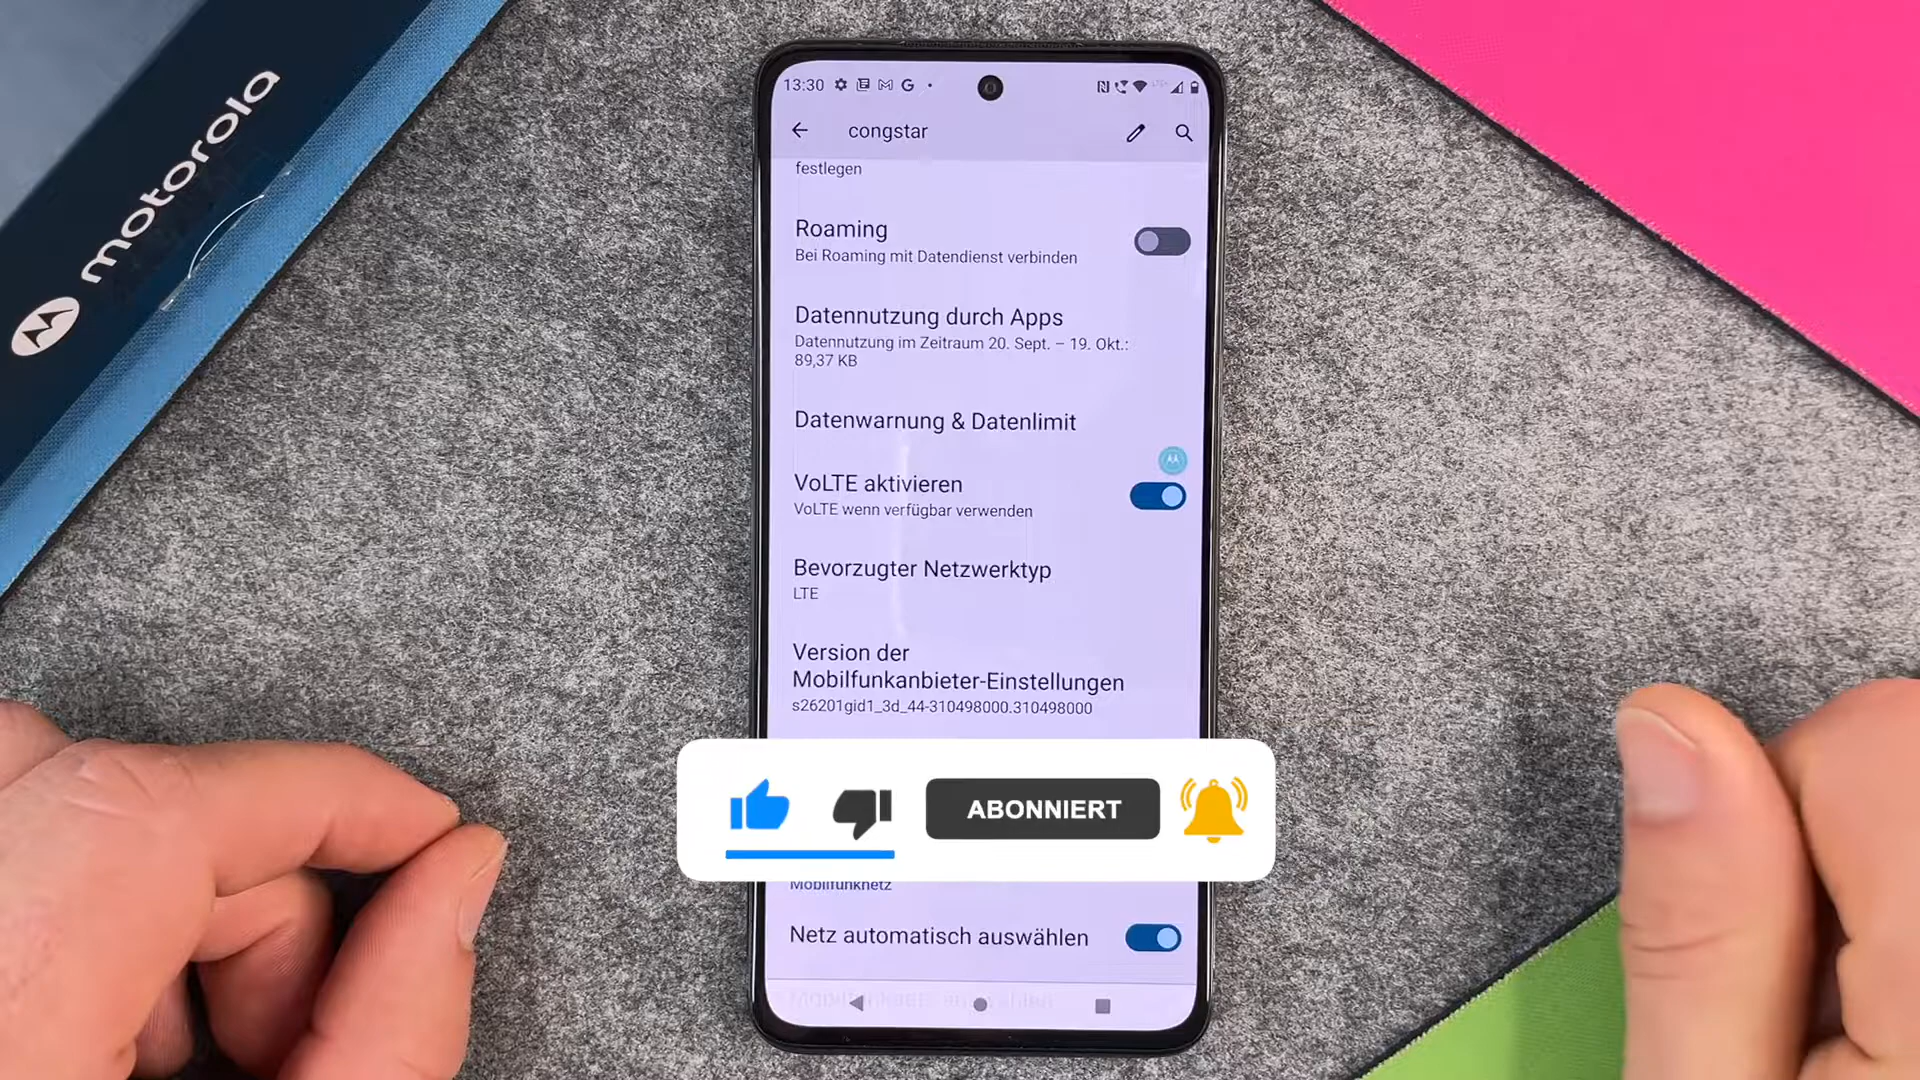 motorola
13:30
congstar
festlegen
Roaming
Bei Roaming mit Datendienst verbinden
Datennutzung durch Apps
Datennutzung im Zeitraum 20. Sept. – 19. Okt.:
89,37 KB
Datenwarnung & Datenlimit
VoLTE aktivieren
VoLTE wenn verfügbar verwenden
Bevorzugter Netzwerktyp
LTE
Version der
Mobilfunkanbieter-Einstellungen
s26201gid1_3d_44-310498000.310498000
ABONNIERT
Mobilfunknetz
Netz automatisch auswählen